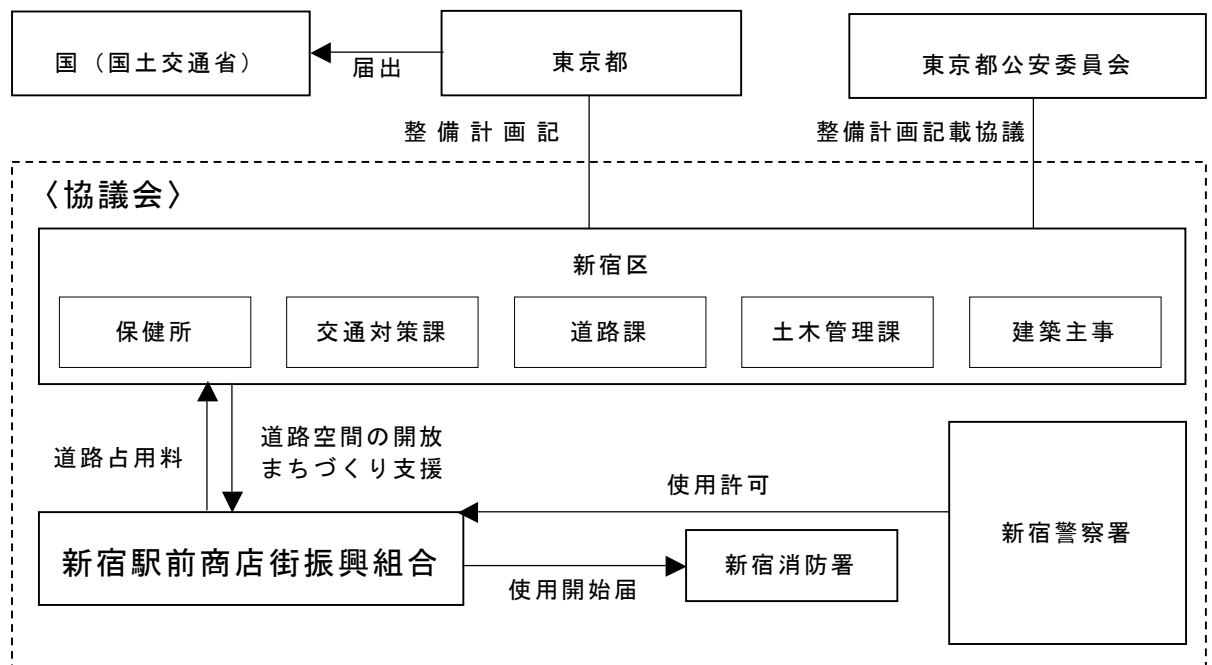 国（国土交通省）
届出
東京都
東京都公安委員会
整備計画記
整備計画記載協議
〈協議会〉
新宿区
保健所
交通対策課
道路課
土木管理課
建築主事
道路占用料
道路空間の開放
まちづくり支援
使用許可
新宿警察署
新宿駅前商店街振興組合
使用開始届
新宿消防署